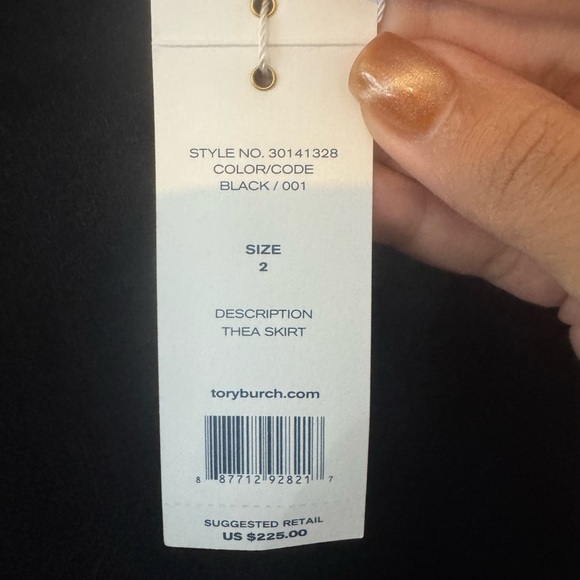 STYLE NO. 30141328
COLOR/CODE
BLACK / 001
SIZE
2
DESCRIPTION
THEA SKIRT
toryburch.com
8 87712 92821 7
SUGGESTED RETAIL
US $225.00